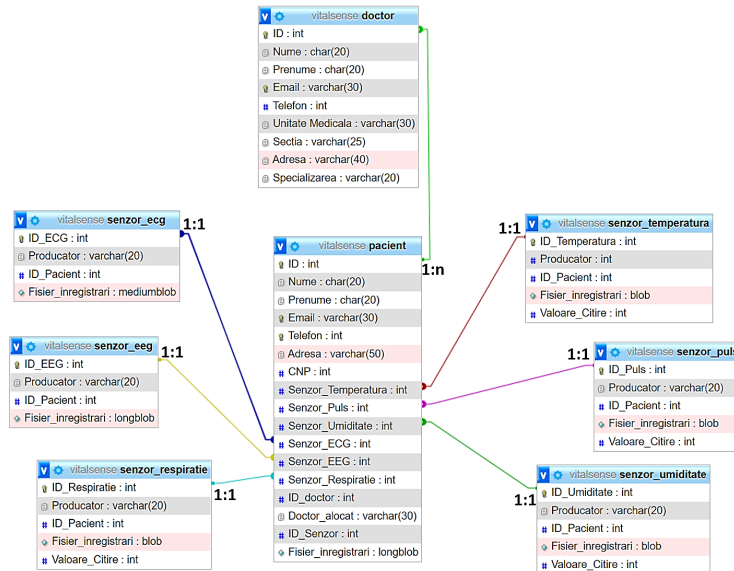 vitalsense doctor
ID : int
Nume : char(20)
Prenume : char(20)
Email : varchar(30)
Telefon : int
Unitate Medicala : varchar(30)
Sectia : varchar(25)
Adresa : varchar(40)
Specializarea : varchar(20)
vitalsense senzor_ecg
ID_ECG : int
Producator : varchar(20)
ID_Pacient : int
Fisier_inregistrari : mediumblob
1:1
vitalsense senzor_eeg
ID_EEG : int
Producator : varchar(20)
ID_Pacient : int
Fisier_inregistrari : longblob
1:1
vitalsense senzor_respiratie
ID_Respiratie : int
Producator : varchar(20)
ID_Pacient : int
Fisier_inregistrari : blob
Valoare_Citire : int
1:1
vitalsense pacient
ID : int
Nume : char(20)
Prenume : char(20)
Email : varchar(30)
Telefon : int
Adresa : varchar(50)
CNP : int
Senzor_Temperatura : int
Senzor_Puls : int
Senzor_Umiditate : int
Senzor_ECG : int
Senzor_EEG : int
Senzor_Respiratie : int
ID_doctor : int
Doctor_alocat : varchar(30)
ID_Senzor : int
Fisier_inregistrari : longblob
1:n
1:1
vitalsense senzor_temperatura
ID_Temperatura : int
Producator : int
ID_Pacient : int
Fisier_inregistrari : blob
Valoare_Citire : int
1:1
vitalsense senzor_puls
ID_Puls : int
Producator : varchar(20)
ID_Pacient : int
Fisier_inregistrari : blob
Valoare_Citire : int
1:1
vitalsense senzor_umiditate
ID_Umiditate : int
Producator : varchar(20)
ID_Pacient : int
Fisier_inregistrari : blob
Valoare_Citire : int